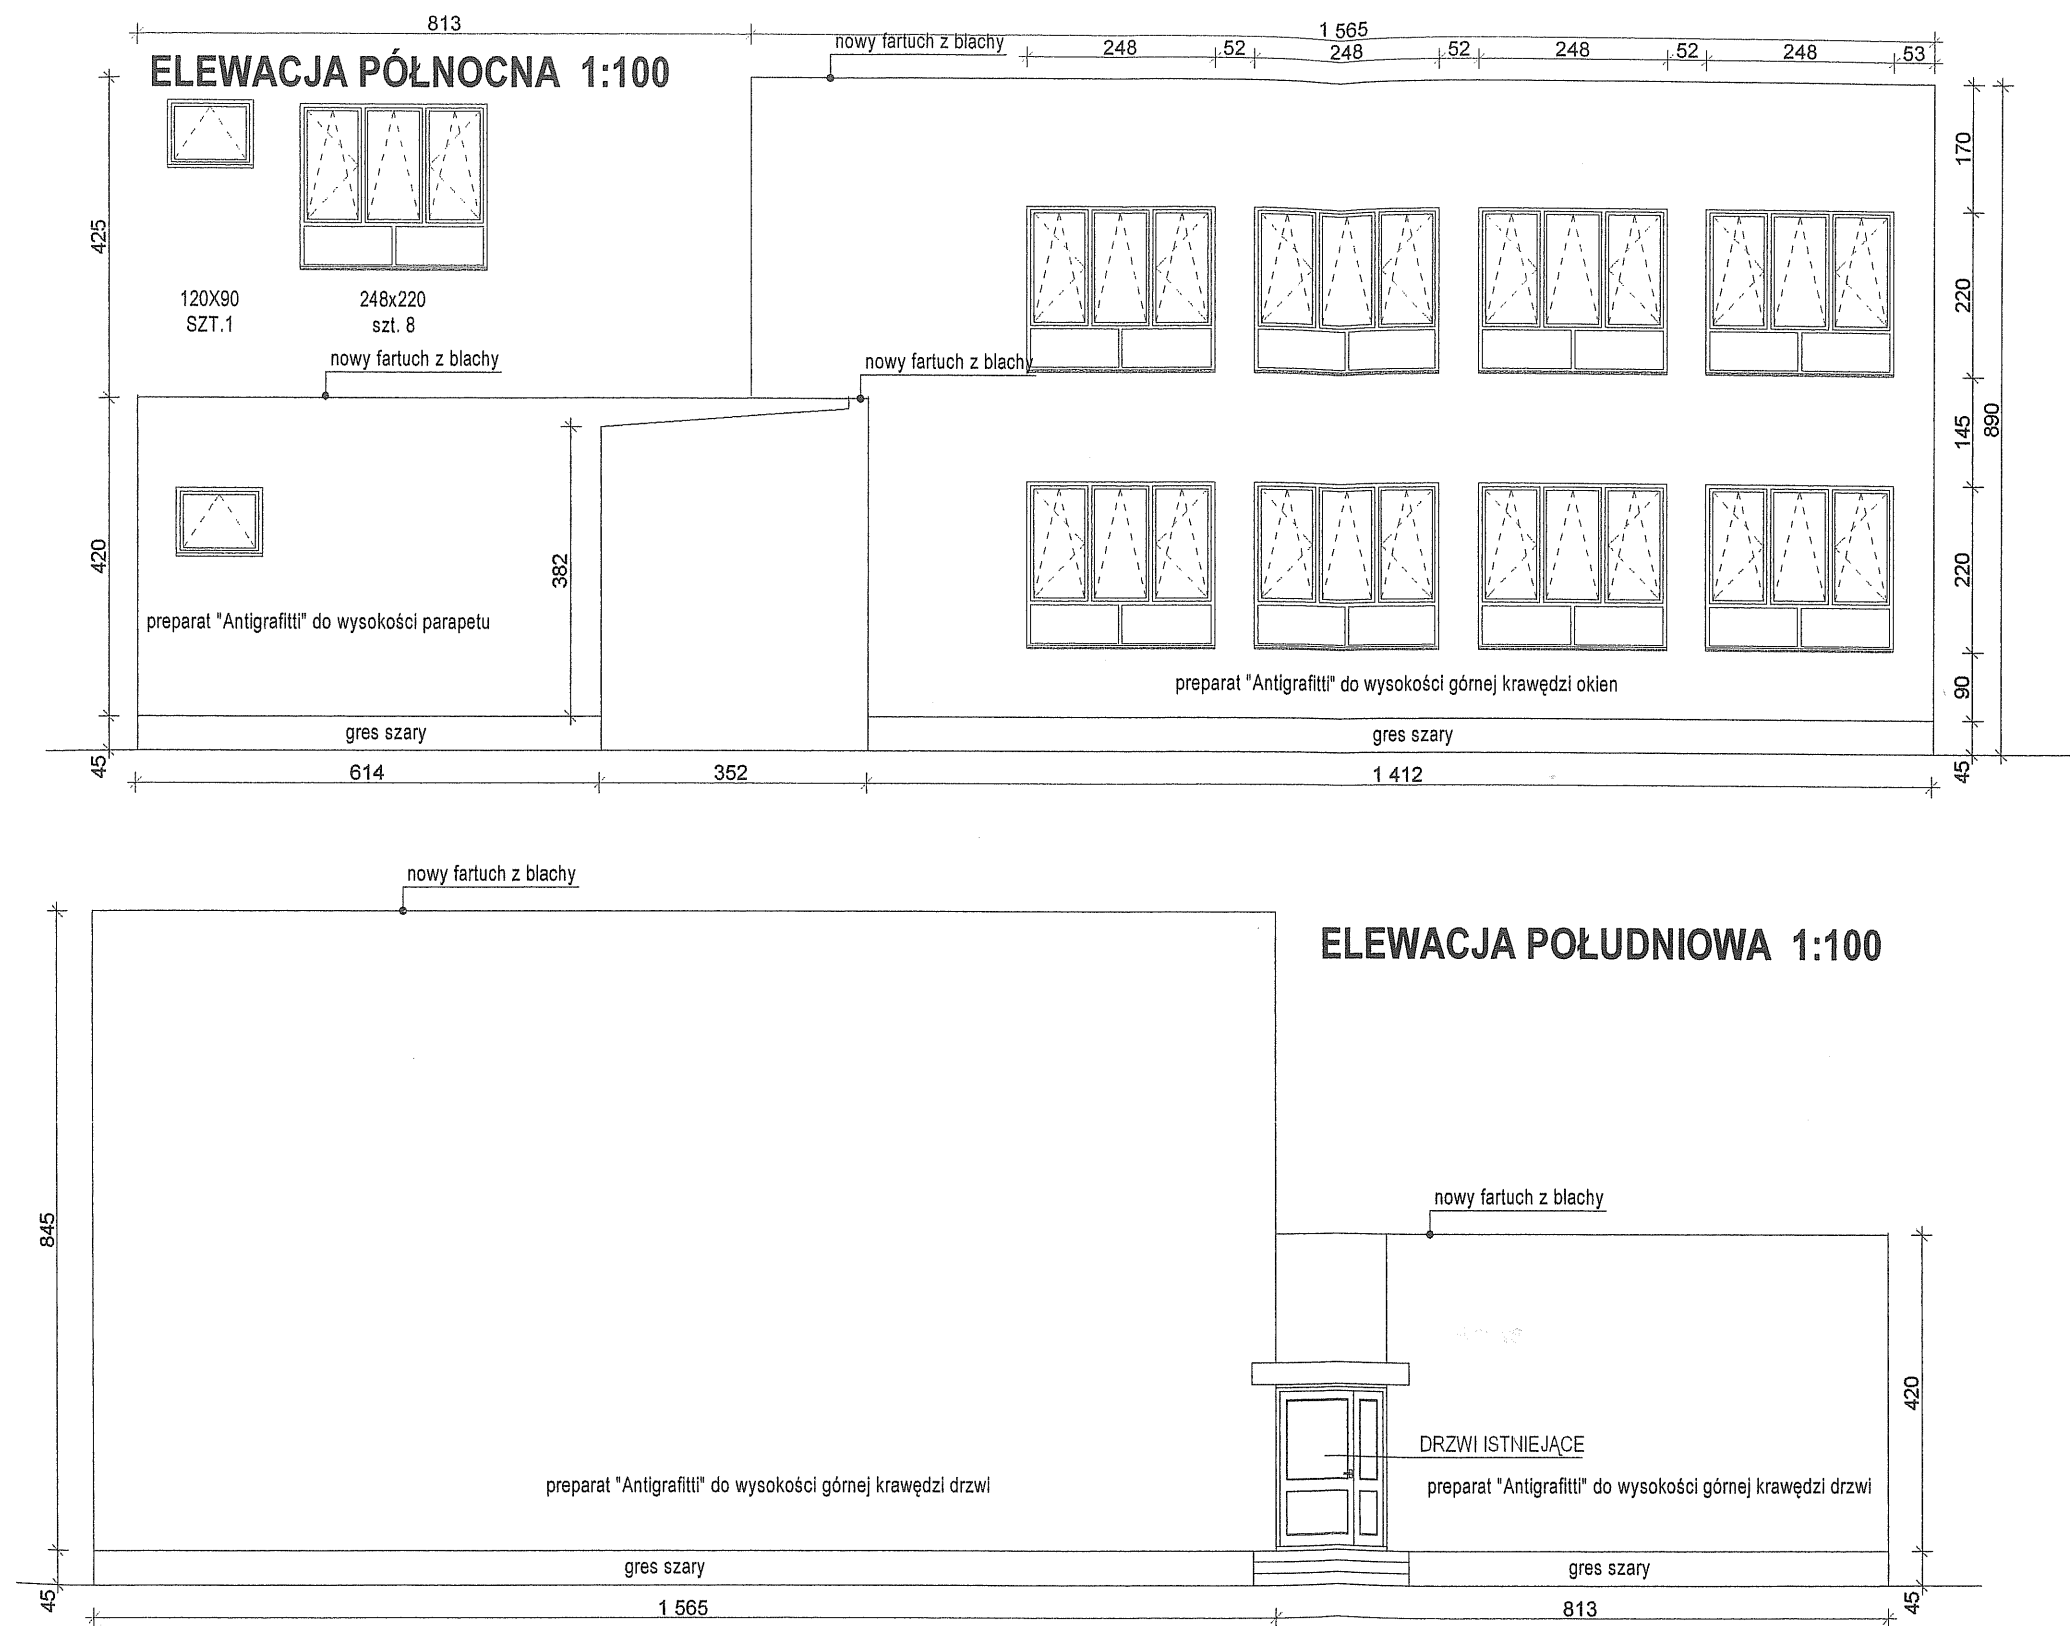 813
1 565
nowy fartuch z blachy
248
52
248
52
248
52
248
53
ELEWACJA PÓŁNOCNA 1:100
170
425
220
120X90
SZT.1
248x220
szt. 8
nowy fartuch z blachy
nowy fartuch z blachy
145
890
420
382
220
preparat "Antigrafitti" do wysokości parapetu
preparat "Antigrafitti" do wysokości górnej krawędzi okien
90
gres szary
gres szary
45
45
614
352
1 412
nowy fartuch z blachy
ELEWACJA POŁUDNIOWA 1:100
845
nowy fartuch z blachy
420
DRZWI ISTNIEJĄCE
preparat "Antigrafitti" do wysokości górnej krawędzi drzwi
preparat "Antigrafitti" do wysokości górnej krawędzi drzwi
gres szary
gres szary
45
45
1 565
813